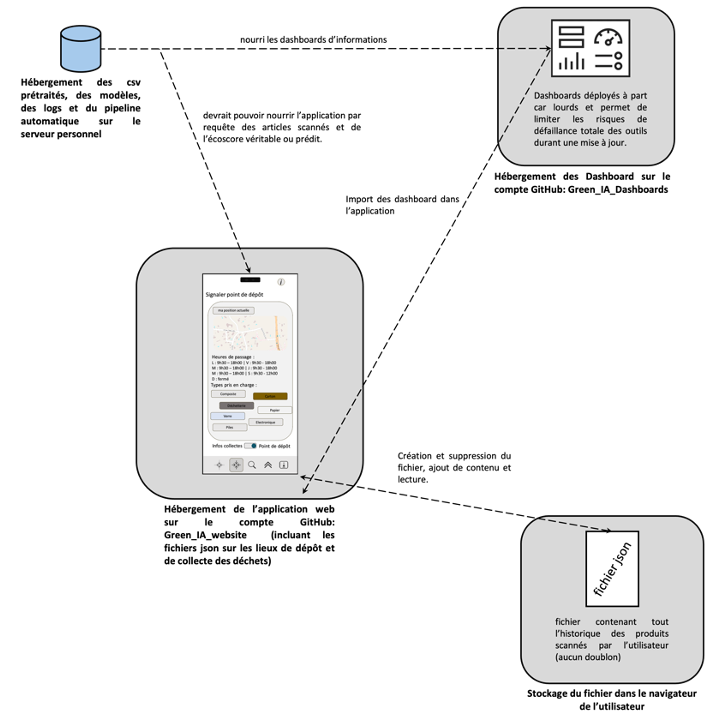 nourri les dashboards d'informations
Hébergement des csv
prétraités, des modèles,
des logs et du pipeline
automatique sur le
serveur personnel
devrait pouvoir nourrir l'application par
requête des articles scannés et de
l'écoscore véritable ou prédit.
Dashboards déployés à part
car lourds et permet de
limiter les risques de
défaillance totale des outils
durant une mise à jour.
Hébergement des Dashboard sur le
compte GitHub: Green_IA_Dashboards
Import des dashboard dans
l'application
i
Signaler point de dépôt
ma position actuelle
Heures de passage :
L : 9h30 – 18h00 | V : 9h30 - 18h00
M : 9h30 – 18h00 | J : 9h30 - 18h00
M : 9h30 – 18h00 | S : 9h30 - 12h00
D : fermé
Types pris en charge :
Composte
Papier
Verre
Electronique
Piles
Infos collectes
Point de dépôt
Hébergement de l'application web
sur le compte GitHub:
Green_IA_website (incluant les
fichiers json sur les lieux de dépôt et
de collecte des déchets)
Création et suppression du
fichier, ajout de contenu et
lecture.
fichier json
fichier contenant tout
l'historique des produits
scannés par l'utilisateur
(aucun doublon)
Stockage du fichier dans le navigateur
de l'utilisateur